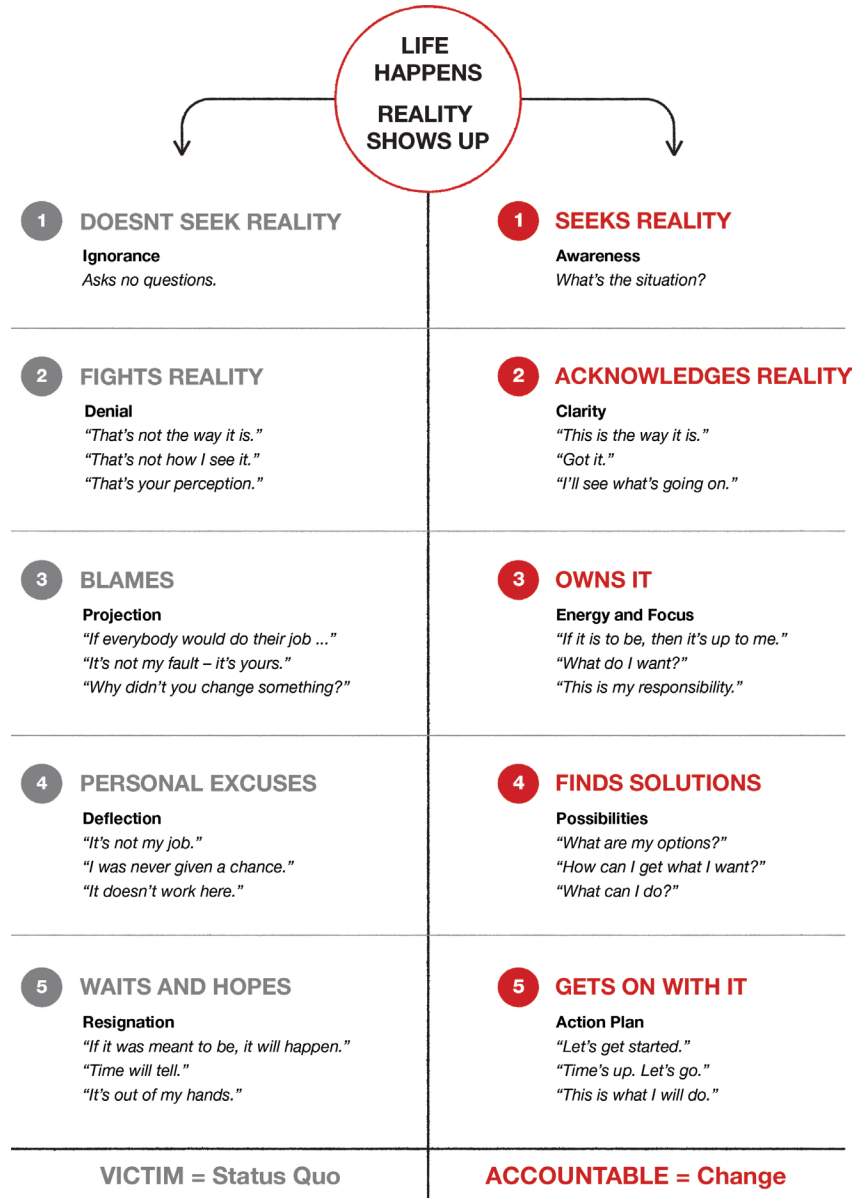 LIFE
HAPPENS
REALITY
SHOWS UP
1
DOESNT SEEK REALITY
Ignorance
Asks no questions.
1
SEEKS REALITY
Awareness
What's the situation?
2
FIGHTS REALITY
Denial
“That's not the way it is.”
“That's not how I see it.”
“That's your perception.”
2
ACKNOWLEDGES REALITY
Clarity
“This is the way it is.”
“Got it.”
“I'll see what's going on.”
3
BLAMES
Projection
“If everybody would do their job ...”
“It's not my fault – it's yours.”
“Why didn't you change something?”
3
OWNS IT
Energy and Focus
“If it is to be, then it's up to me.”
“What do I want?”
“This is my responsibility.”
4
PERSONAL EXCUSES
Deflection
“It's not my job.”
“I was never given a chance.”
“It doesn't work here.”
4
FINDS SOLUTIONS
Possibilities
“What are my options?”
“How can I get what I want?”
“What can I do?”
5
WAITS AND HOPES
Resignation
“If it was meant to be, it will happen.”
“Time will tell.”
“It's out of my hands.”
5
GETS ON WITH IT
Action Plan
“Let's get started.”
“Time's up. Let's go.”
“This is what I will do.”
VICTIM = Status Quo
ACCOUNTABLE = Change